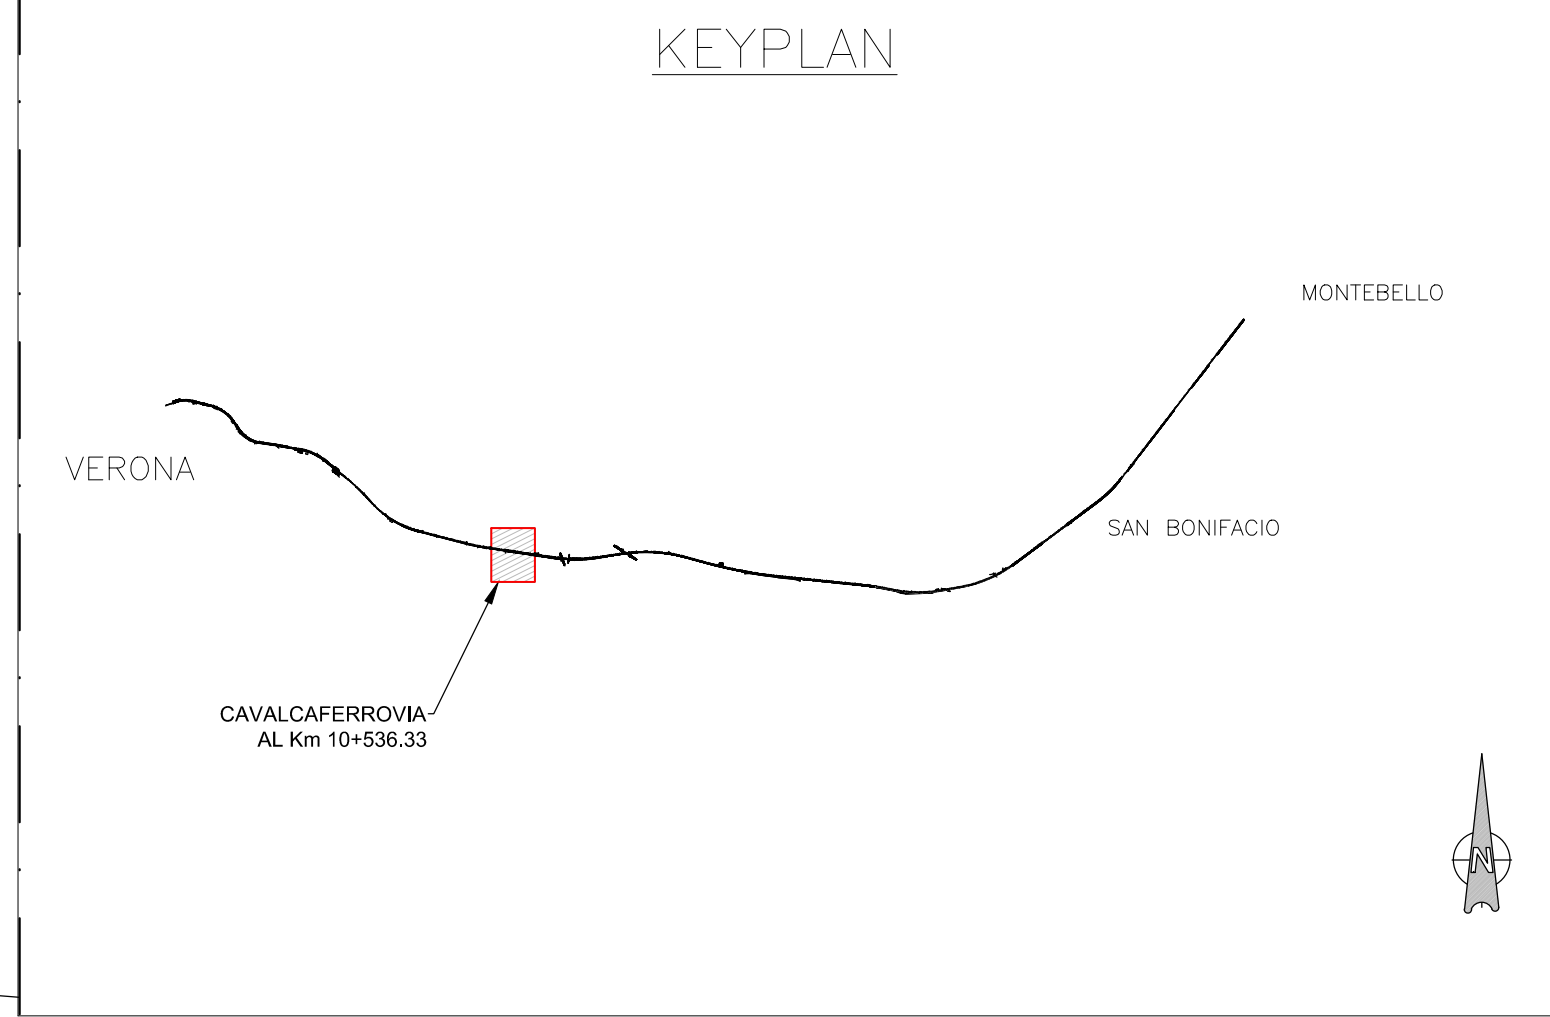 KEYPLAN
MONTEBELLO
VERONA
SAN BONIFACIO
CAVALCAFERROVIA
AL Km 10+536.33
N